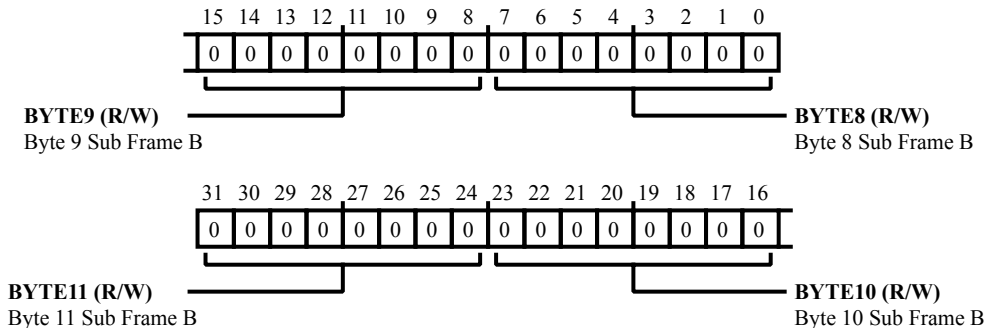 15 14 13 12 11 10 9 8 7 6 5 4 3 2 1 0
0 0 0 0 0 0 0 0 0 0 0 0 0 0 0 0
BYTE9 (R/W)
Byte 9 Sub Frame B
BYTE8 (R/W)
Byte 8 Sub Frame B
31 30 29 28 27 26 25 24 23 22 21 20 19 18 17 16
0 0 0 0 0 0 0 0 0 0 0 0 0 0 0 0
BYTE11 (R/W)
Byte 11 Sub Frame B
BYTE10 (R/W)
Byte 10 Sub Frame B